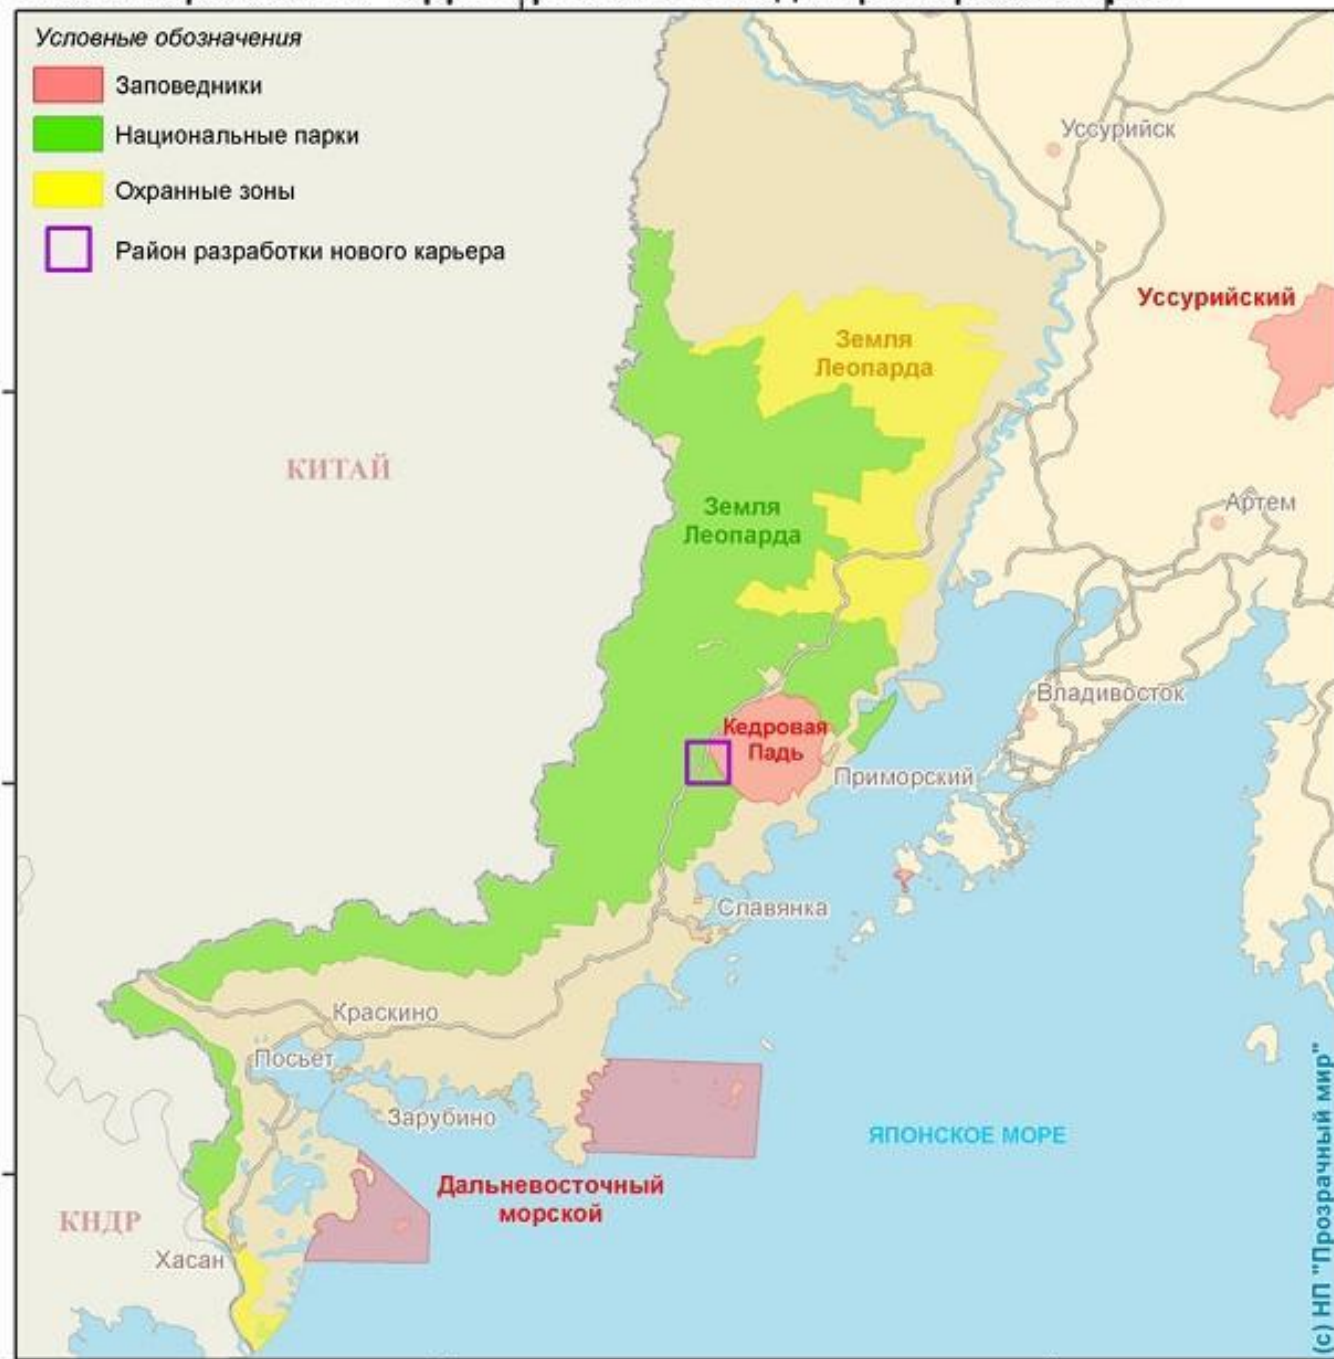 Условные обозначения
Заповедники
Национальные парки
Охранные зоны
Район разработки нового карьера
Уссурийск
Уссурийский
Земля
Леопарда
КИТАЙ
Земля
Леопарда
Артем
Владивосток
Кедровая
Падь
Приморский
Славянка
Краскино
Посьет
Зарубино
ЯПОНСКОЕ МОРЕ
Дальневосточный
морской
КНДР
Хасан
(с) НП "Прозрачный мир"